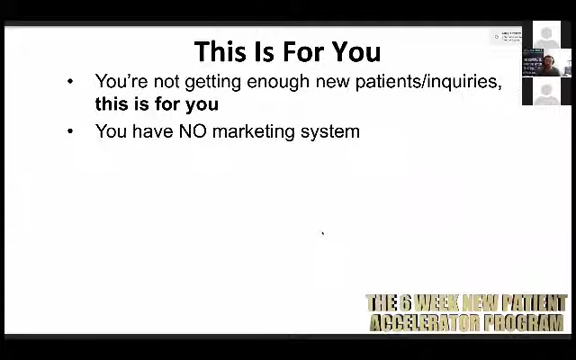 This Is For You
• You're not getting enough new patients/inquiries,
this is for you
• You have NO marketing system
THE 6 WEEK NEW PATIENT
ACCELERATOR PROGRAM